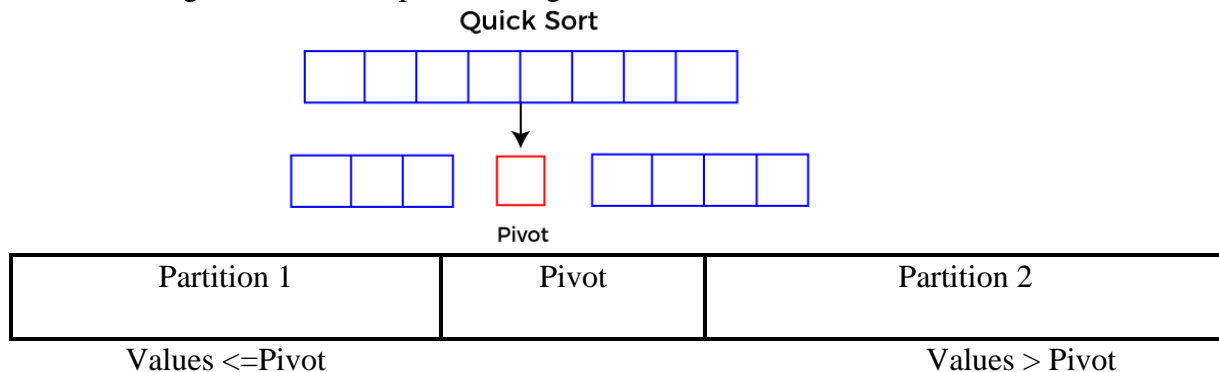 Quick Sort
Pivot
Partition 1 Pivot Partition 2
Values <=Pivot Values > Pivot